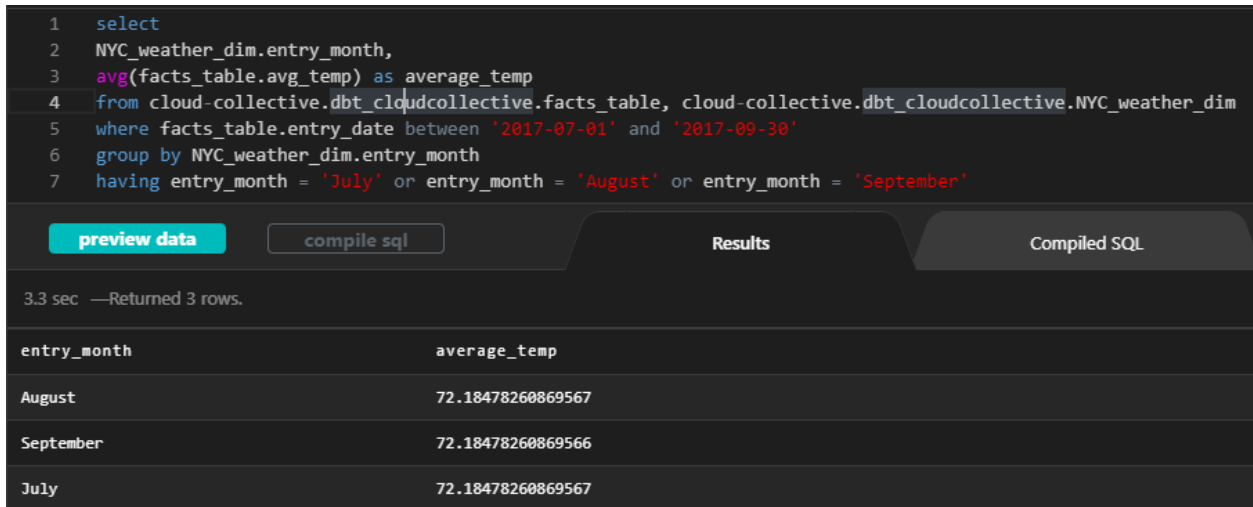 1 select
2 NYC_weather_dim.entry_month,
3 avg(facts_table.avg_temp) as average_temp
4 from cloud-collective.dbt_cloudcollective.facts_table, cloud-collective.dbt_cloudcollective.NYC_weather_dim
5 where facts_table.entry_date between '2017-07-01' and '2017-09-30'
6 group by NYC_weather_dim.entry_month
7 having entry_month = 'July' or entry_month = 'August' or entry_month = 'September'
preview data compile sql Results Compiled SQL
3.3 sec —Returned 3 rows.
entry_month average_temp
August 72.18478260869567
September 72.18478260869566
July 72.18478260869567